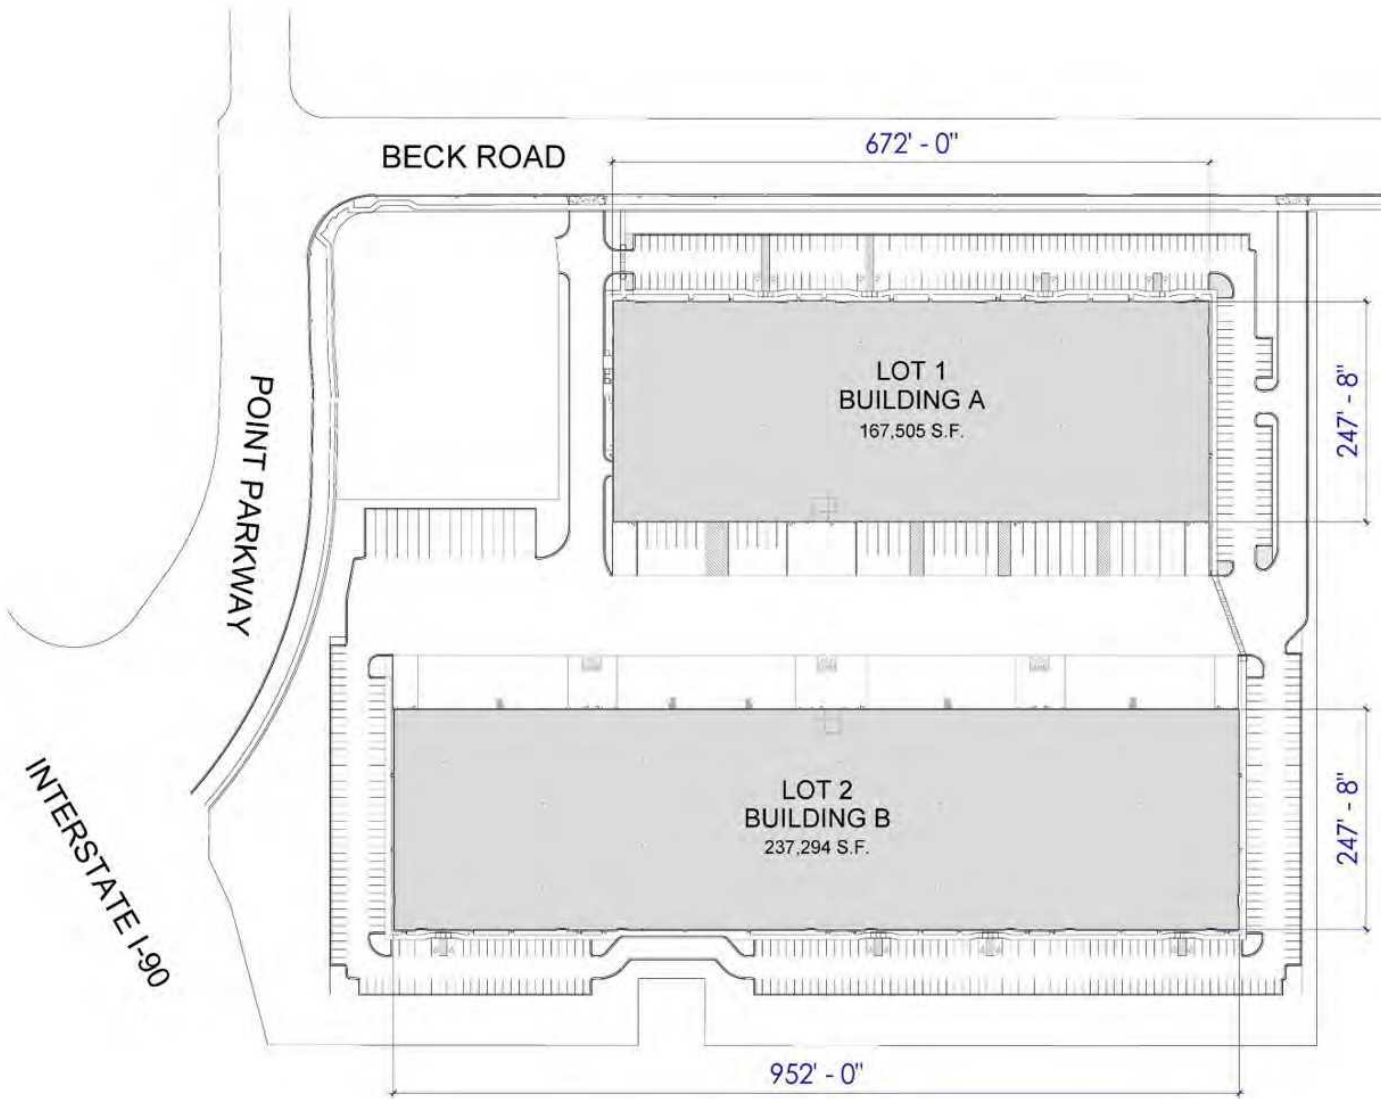 672' - 0"
BECK ROAD
LOT 1
BUILDING A
167,505 S.F.
247' - 8"
POINT PARKWAY
LOT 2
BUILDING B
237,294 S.F.
247' - 8"
INTERSTATE I-90
952' - 0"